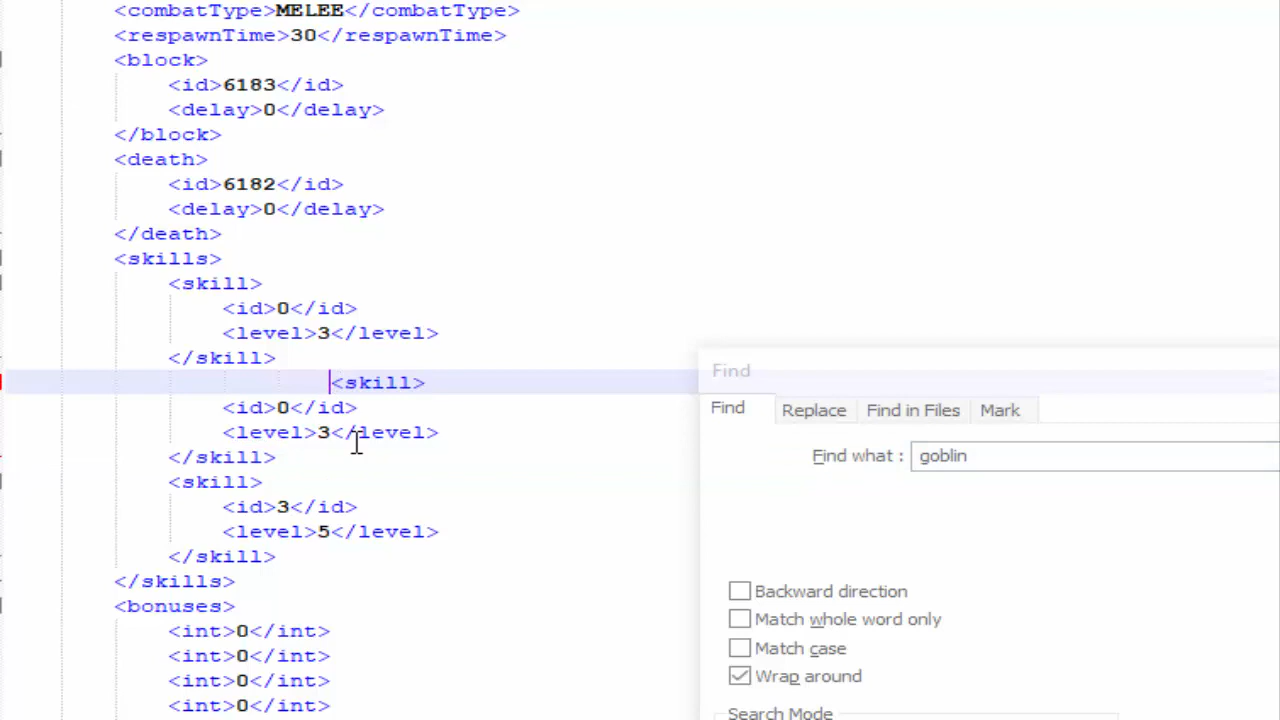 <combatType>MELEE</combatType>
<respawnTime>30</respawnTime>
<block>
<id>6183</id>
<delay>0</delay>
</block>
<death>
<id>6182</id>
<delay>0</delay>
</death>
<skills>
<skill>
<id>0</id>
<level>3</level>
</skill>
<skill>
<id>0</id>
<level>3</level>
</skill>
<skill>
<id>3</id>
<level>5</level>
</skill>
</skills>
<bonuses>
<int>0</int>
<int>0</int>
<int>0</int>
<int>0</int>
Find
Find Replace Find in Files Mark
Find what : goblin
Backward direction
Match whole word only
Match case
Wrap around
Search Mode